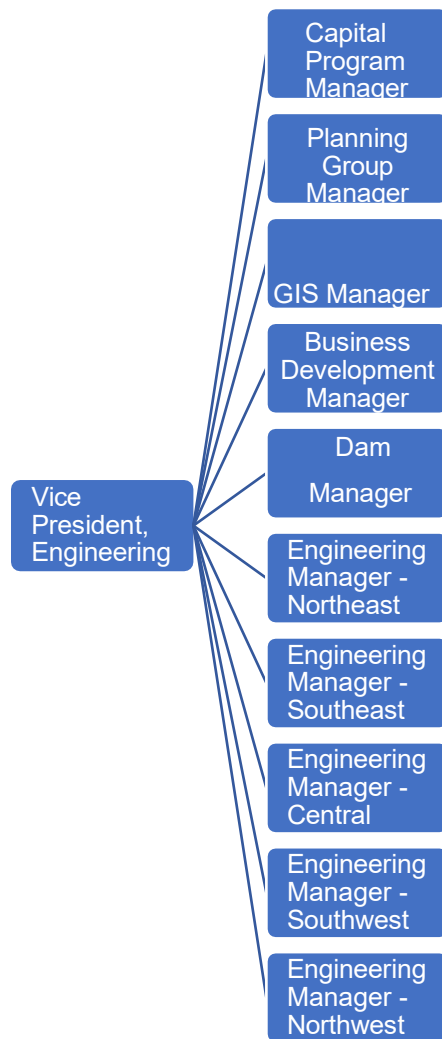 Capital
Program
Manager
Planning
Group
Manager
GIS Manager
Business
Development
Manager
Dam
Manager
Vice
President,
Engineering
Engineering
Manager -
Northeast
Engineering
Manager -
Southeast
Engineering
Manager -
Central
Engineering
Manager -
Southwest
Engineering
Manager -
Northwest